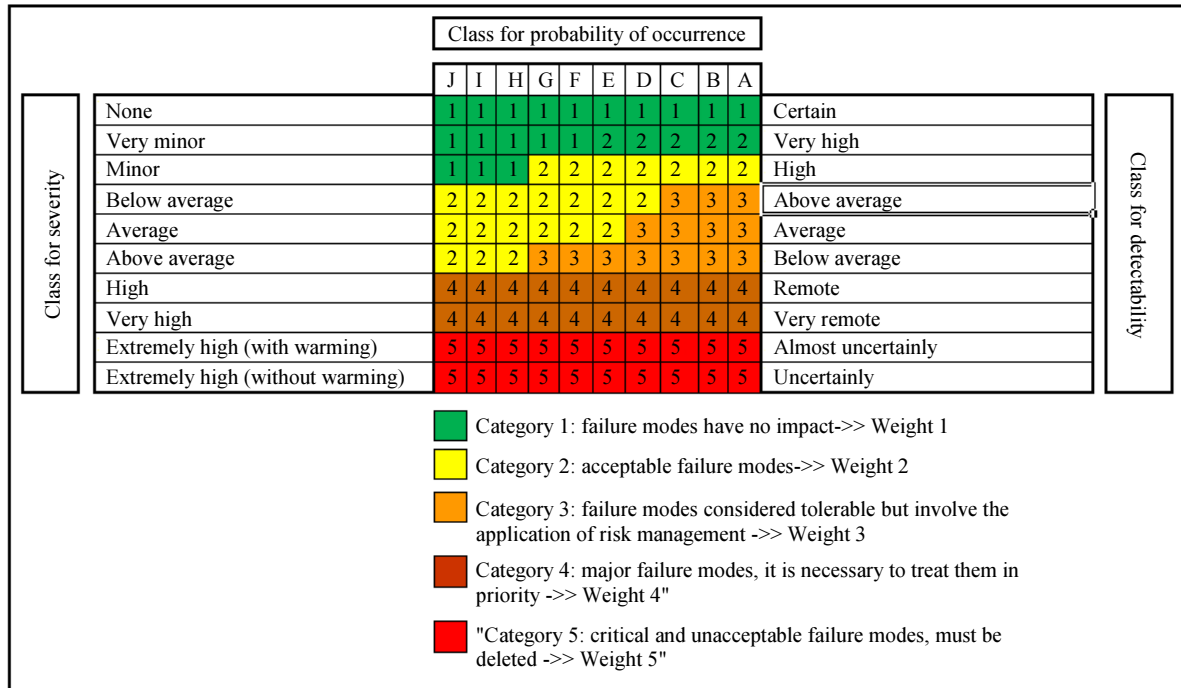 Class for probability of occurrence
J I H G F E D C B A
Class for severity
None 1 1 1 1 1 1 1 1 1 1 Certain
Very minor 1 1 1 1 1 2 2 2 2 2 Very high
Minor 1 1 1 2 2 2 2 2 2 2 High
Below average 2 2 2 2 2 2 2 3 3 3 Above average
Average 2 2 2 2 2 2 3 3 3 3 Average
Above average 2 2 2 3 3 3 3 3 3 3 Below average
High 4 4 4 4 4 4 4 4 4 4 Remote
Very high 4 4 4 4 4 4 4 4 4 4 Very remote
Extremely high (with warming) 5 5 5 5 5 5 5 5 5 5 Almost uncertainly
Extremely high (without warming) 5 5 5 5 5 5 5 5 5 5 Uncertainly
Class for detectability
Category 1: failure modes have no impact->> Weight 1
Category 2: acceptable failure modes->> Weight 2
Category 3: failure modes considered tolerable but involve the
application of risk management ->> Weight 3
Category 4: major failure modes, it is necessary to treat them in
priority ->> Weight 4"
"Category 5: critical and unacceptable failure modes, must be
deleted ->> Weight 5"